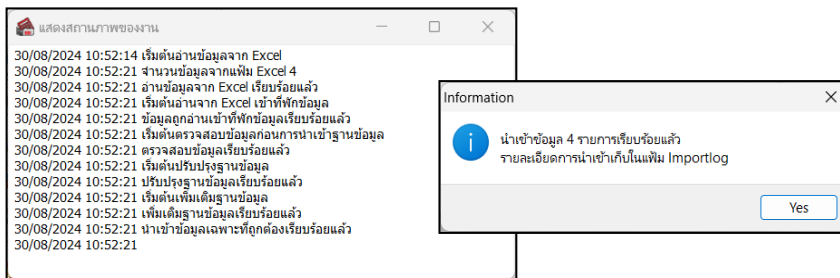 แสดงสถานภาพของงาน
30/08/2024 10:52:14 เริ่มต้นอ่านข้อมูลจาก Excel
30/08/2024 10:52:21 จำนวนข้อมูลจากแฟ้ม Excel 4
30/08/2024 10:52:21 อ่านข้อมูลจาก Excel เรียบร้อยแล้ว
30/08/2024 10:52:21 เริ่มต้นอ่านจาก Excel เข้าที่พักข้อมูล
30/08/2024 10:52:21 ข้อมูลถูกอ่านเข้าที่พักข้อมูลเรียบร้อยแล้ว
30/08/2024 10:52:21 เริ่มต้นตรวจสอบข้อมูลก่อนการนำเข้าฐานข้อมูล
30/08/2024 10:52:21 ตรวจสอบข้อมูลเรียบร้อยแล้ว
30/08/2024 10:52:21 เริ่มต้นปรับปรุงฐานข้อมูล
30/08/2024 10:52:21 ปรับปรุงฐานข้อมูลเรียบร้อยแล้ว
30/08/2024 10:52:21 เริ่มต้นเพิ่มเติมฐานข้อมูล
30/08/2024 10:52:21 เพิ่มเติมฐานข้อมูลเรียบร้อยแล้ว
30/08/2024 10:52:21 นำเข้าข้อมูลเฉพาะที่ถูกต้องเรียบร้อยแล้ว
30/08/2024 10:52:21
Information
นำเข้าข้อมูล 4 รายการเรียบร้อยแล้ว
รายละเอียดการนำเข้าเก็บในแฟ้ม Importlog
Yes